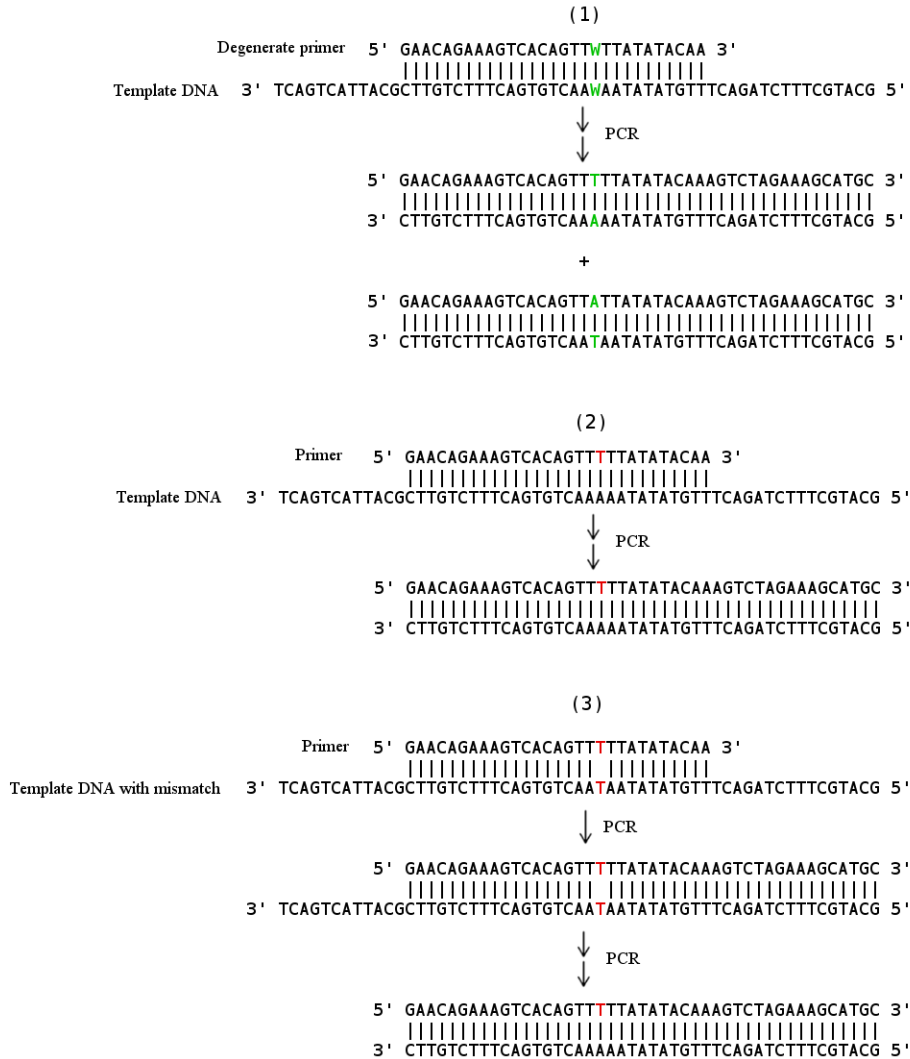 (1)
Degenerate primer 5' GAACAGAAAGTCACAGTTWTTATATACAA 3'
Template DNA 3' TCAGTCATTACGCTTGTCTTTCAGTGTCAAWAATATATGTTTCAGATCTTTCGTACG 5'
PCR
5' GAACAGAAAGTCACAGTTTTTATATACAAAGTCTAGAAAGCATGC 3'
3' CTTGTCTTTCAGTGTCAAAAATATATGTTTCAGATCTTTCGTACG 5'
+
5' GAACAGAAAGTCACAGTTATTATATACAAAGTCTAGAAAGCATGC 3'
3' CTTGTCTTTCAGTGTCAATAATATATGTTTCAGATCTTTCGTACG 5'
(2)
Primer 5' GAACAGAAAGTCACAGTTTTTATATACAA 3'
Template DNA 3' TCAGTCATTACGCTTGTCTTTCAGTGTCAAAAATATATGTTTCAGATCTTTCGTACG 5'
PCR
5' GAACAGAAAGTCACAGTTTTTATATACAAAGTCTAGAAAGCATGC 3'
3' CTTGTCTTTCAGTGTCAAAAATATATGTTTCAGATCTTTCGTACG 5'
(3)
Primer 5' GAACAGAAAGTCACAGTTTTTATATACAA 3'
Template DNA with mismatch 3' TCAGTCATTACGCTTGTCTTTCAGTGTCAATAATATATGTTTCAGATCTTTCGTACG 5'
PCR
5' GAACAGAAAGTCACAGTTTTTATATACAAAGTCTAGAAAGCATGC 3'
3' TCAGTCATTACGCTTGTCTTTCAGTGTCAATAATATATGTTTCAGATCTTTCGTACG 5'
PCR
5' GAACAGAAAGTCACAGTTTTTATATACAAAGTCTAGAAAGCATGC 3'
3' CTTGTCTTTCAGTGTCAAAAATATATGTTTCAGATCTTTCGTACG 5'